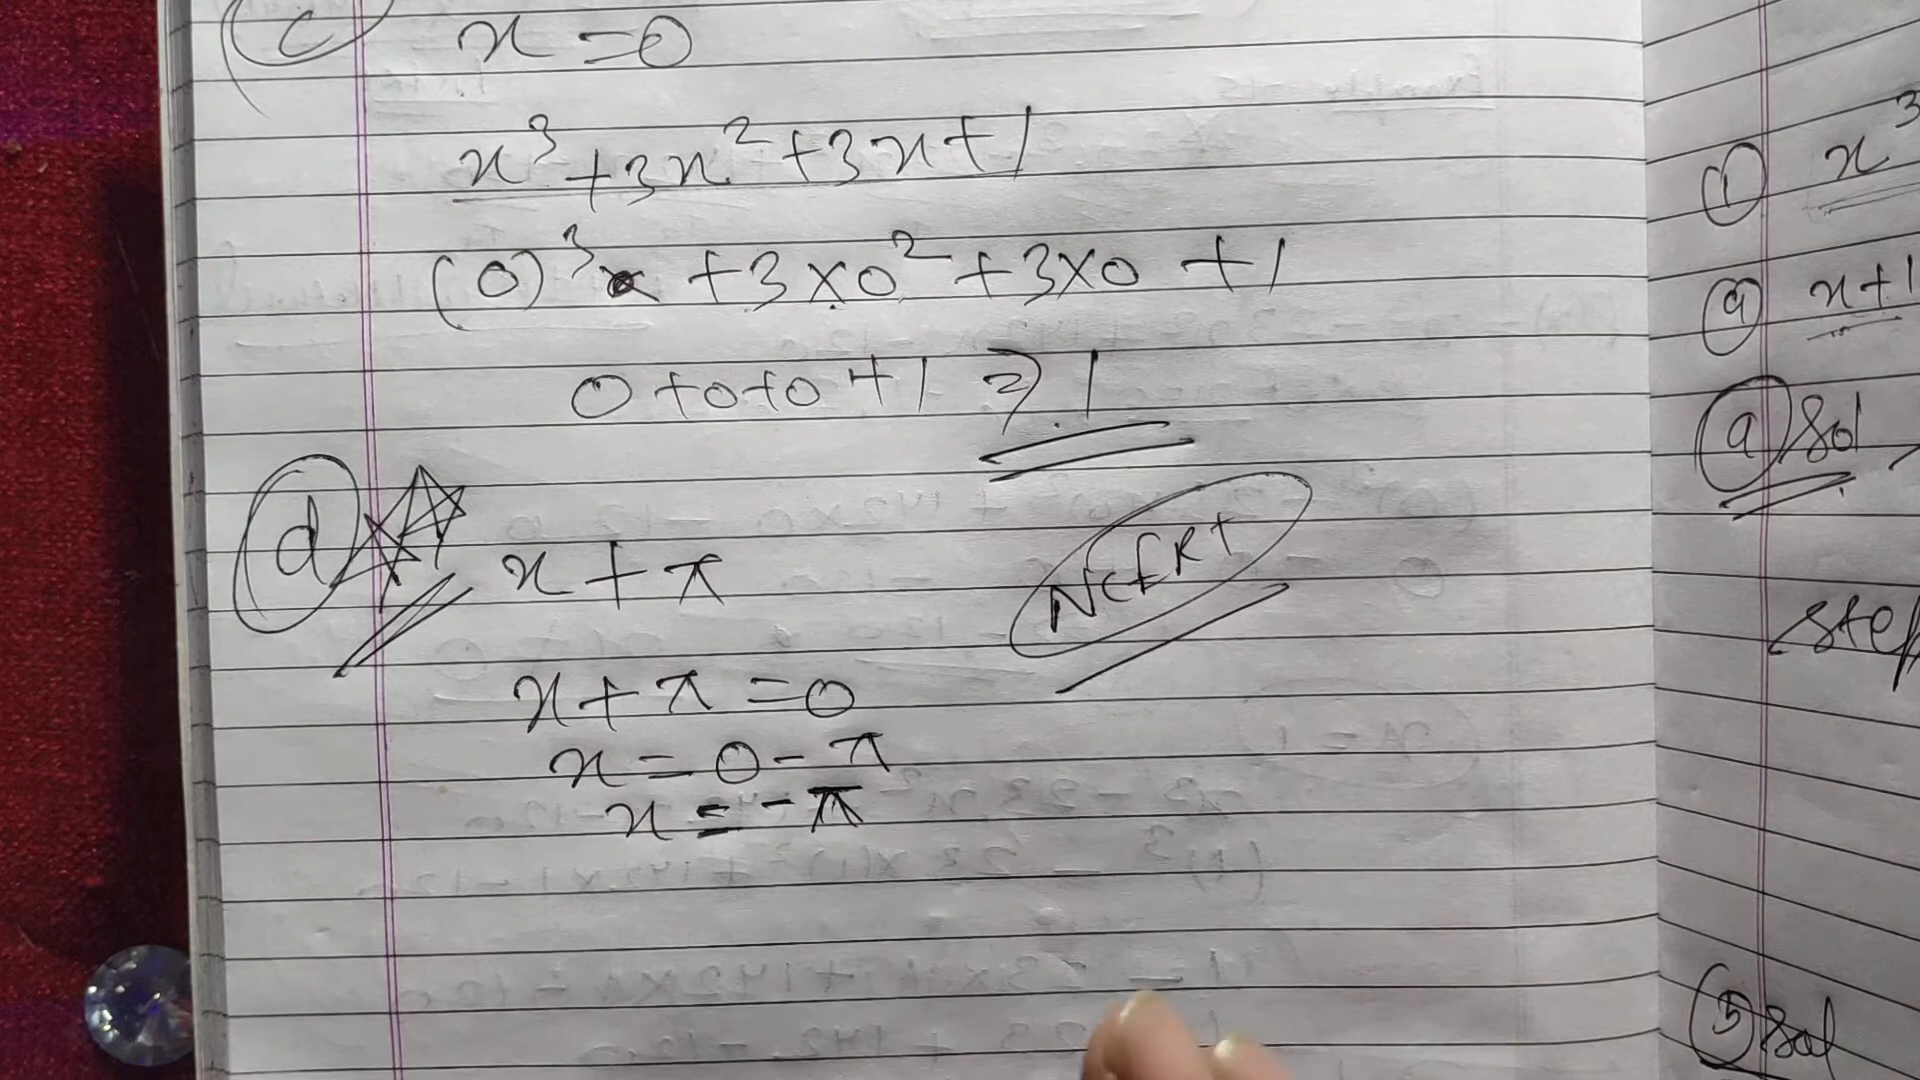 (c) x = 0
x³ + 3x² + 3x + 1
(0)³ + 3×0² + 3×0 + 1
0 + 0 + 0 + 1 ⇒ 1
(d) x + π
NCERT
x + π = 0
x = 0 - π
x = - π
(1) x³
(a) x + 1
(a) Sol
Step
(b) Sol